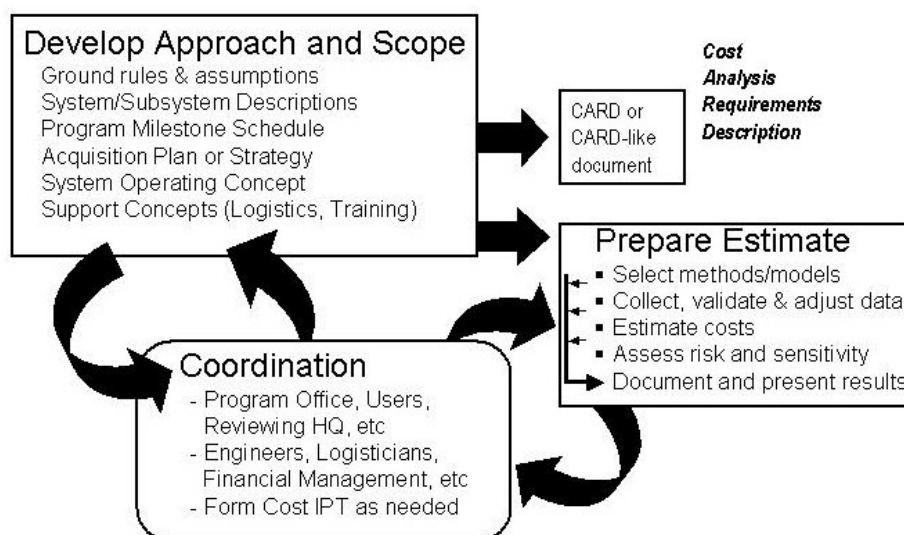 Develop Approach and Scope
Ground rules & assumptions
System/Subsystem Descriptions
Program Milestone Schedule
Acquisition Plan or Strategy
System Operating Concept
Support Concepts (Logistics, Training)
CARD or
CARD-like
document
Cost
Analysis
Requirements
Description
Prepare Estimate
▪ Select methods/models
▪ Collect, validate & adjust data
▪ Estimate costs
▪ Assess risk and sensitivity
▪ Document and present results
Coordination
- Program Office, Users,
Reviewing HQ, etc
- Engineers, Logisticians,
Financial Management, etc
- Form Cost IPT as needed